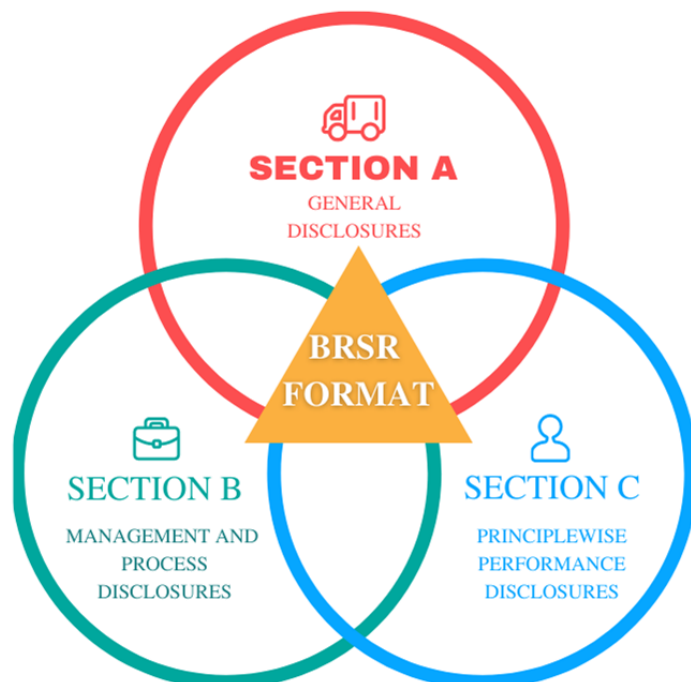 SECTION A
GENERAL
DISCLOSURES
BRSR
FORMAT
SECTION B
MANAGEMENT AND
PROCESS
DISCLOSURES
SECTION C
PRINCIPLEWISE
PERFORMANCE
DISCLOSURES